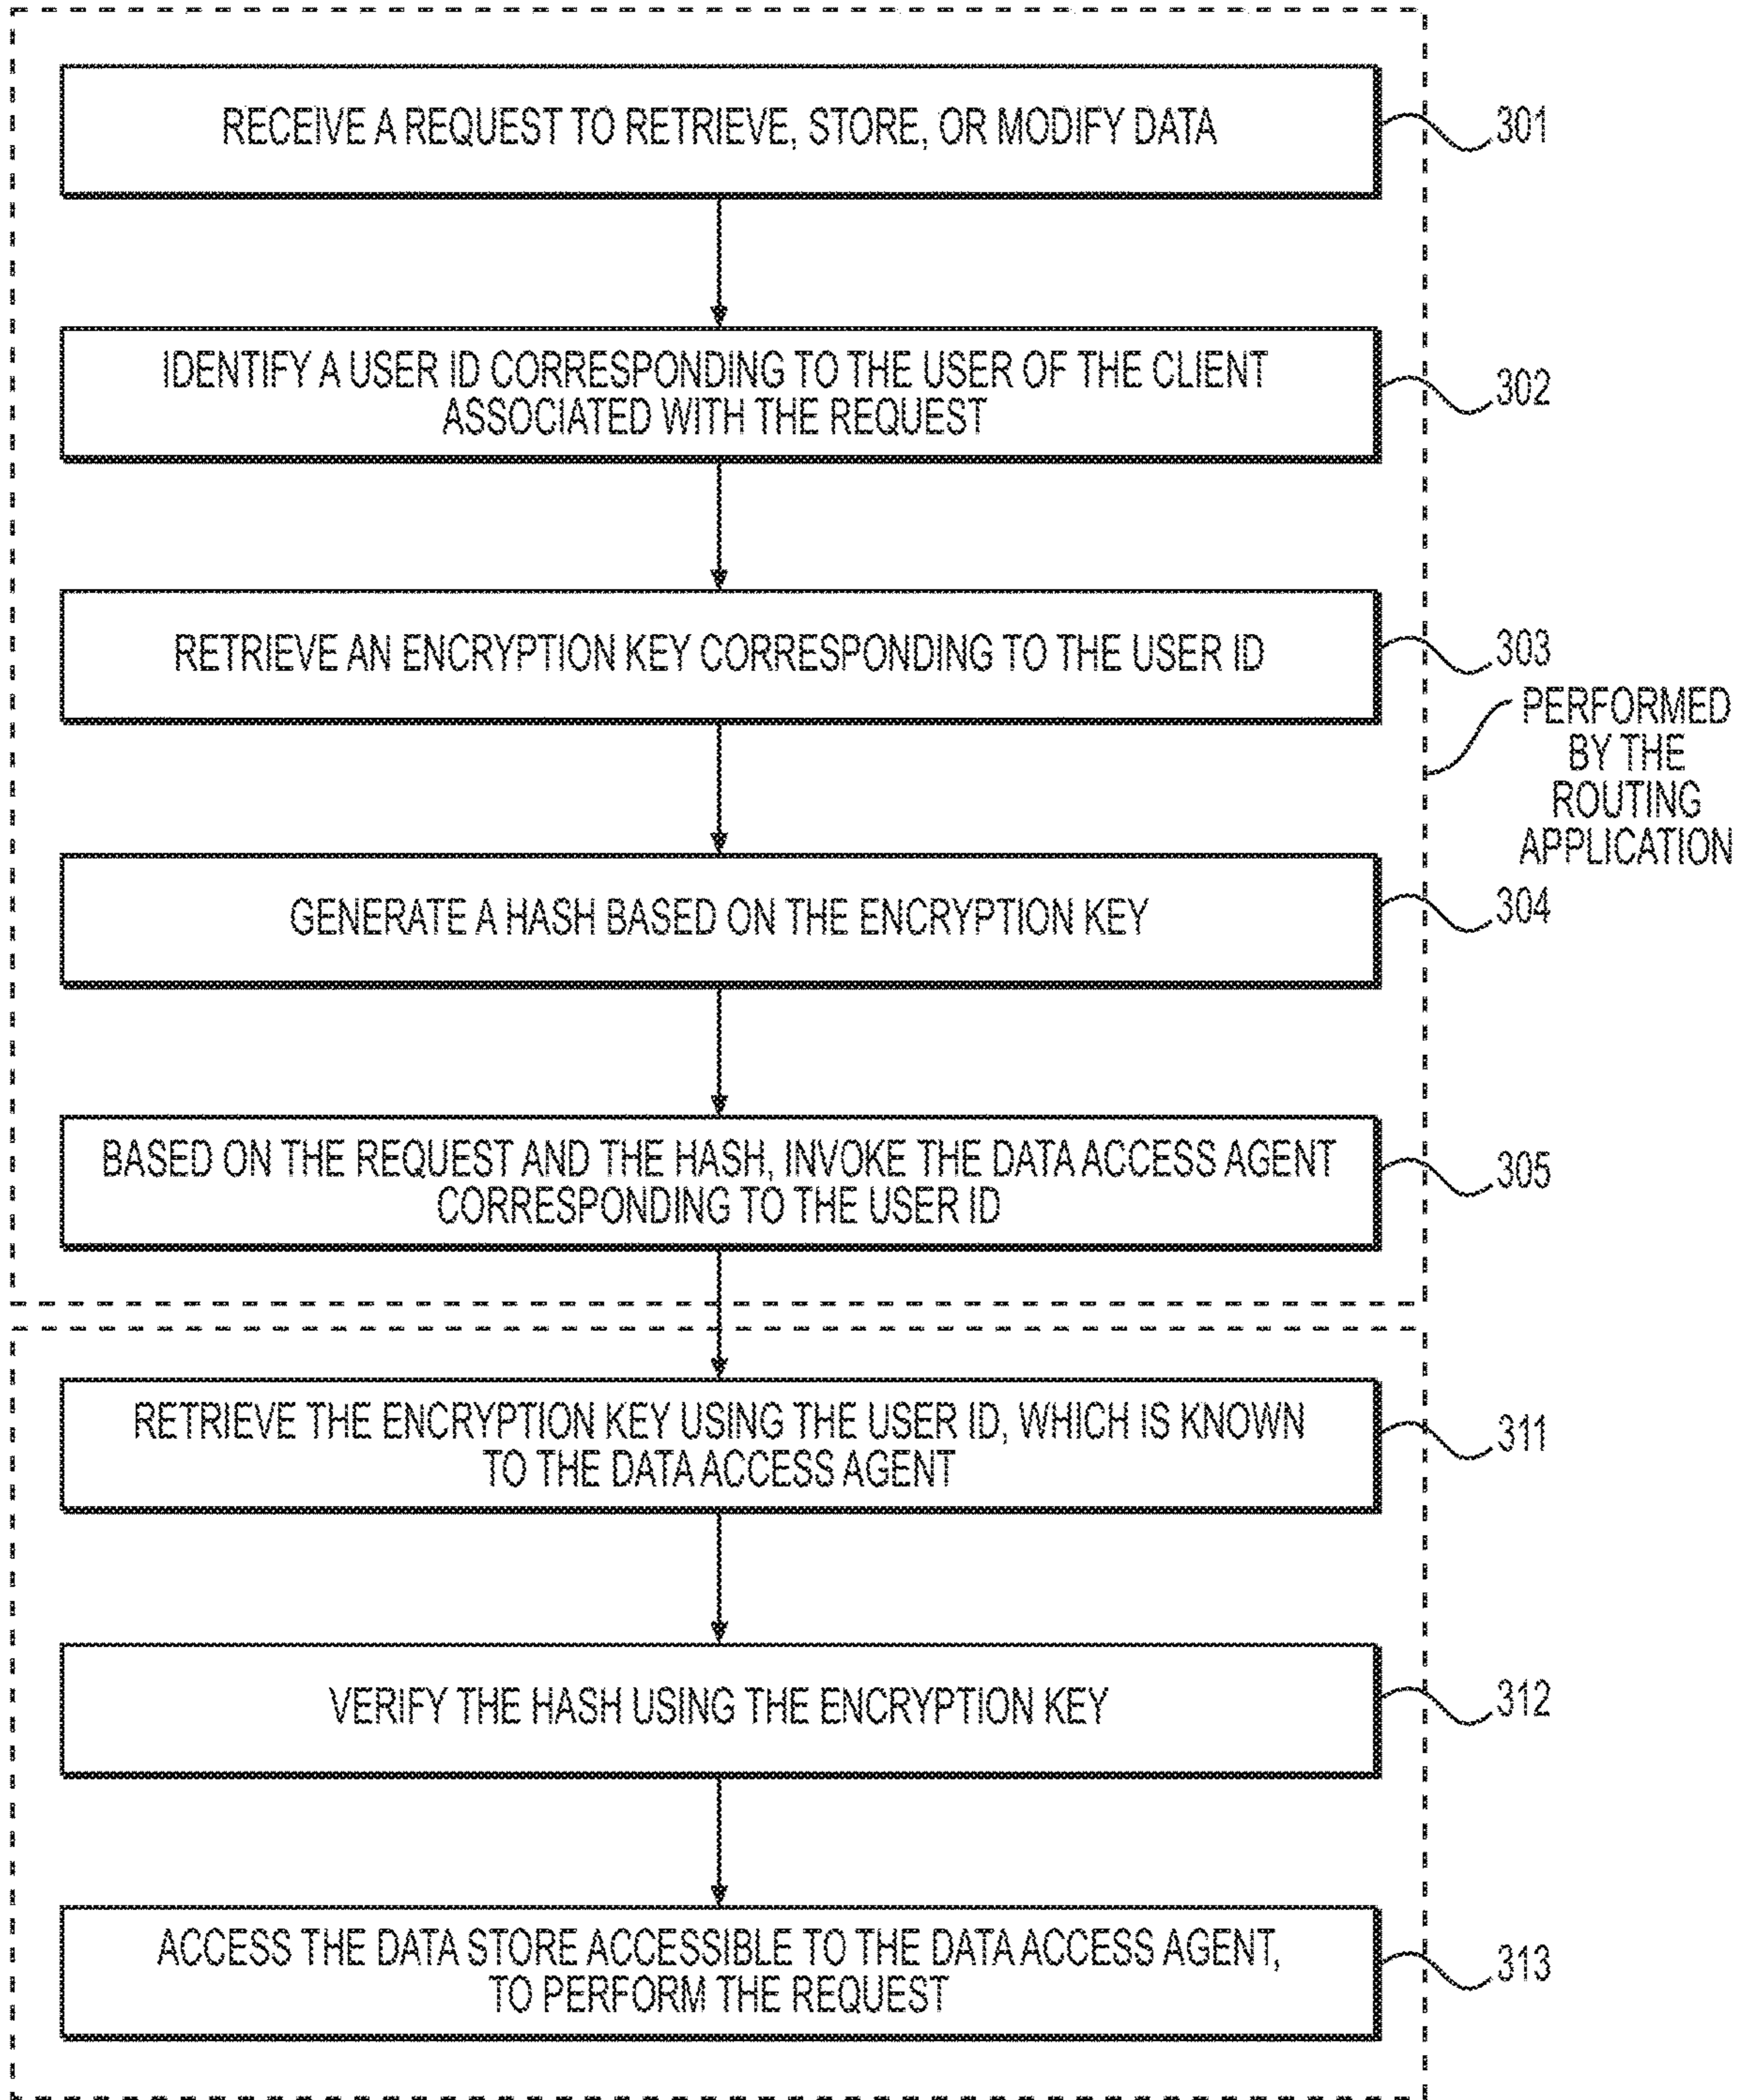 RECEIVE A REQUEST TO RETRIEVE, STORE, OR MODIFY DATA
301
IDENTIFY A USER ID CORRESPONDING TO THE USER OF THE CLIENT
ASSOCIATED WITH THE REQUEST
302
RETRIEVE AN ENCRYPTION KEY CORRESPONDING TO THE USER ID
303
PERFORMED
BY THE
ROUTING
APPLICATION
GENERATE A HASH BASED ON THE ENCRYPTION KEY
304
BASED ON THE REQUEST AND THE HASH, INVOKE THE DATA ACCESS AGENT
CORRESPONDING TO THE USER ID
305
RETRIEVE THE ENCRYPTION KEY USING THE USER ID, WHICH IS KNOWN
TO THE DATA ACCESS AGENT
311
VERIFY THE HASH USING THE ENCRYPTION KEY
312
ACCESS THE DATA STORE ACCESSIBLE TO THE DATA ACCESS AGENT,
TO PERFORM THE REQUEST
313